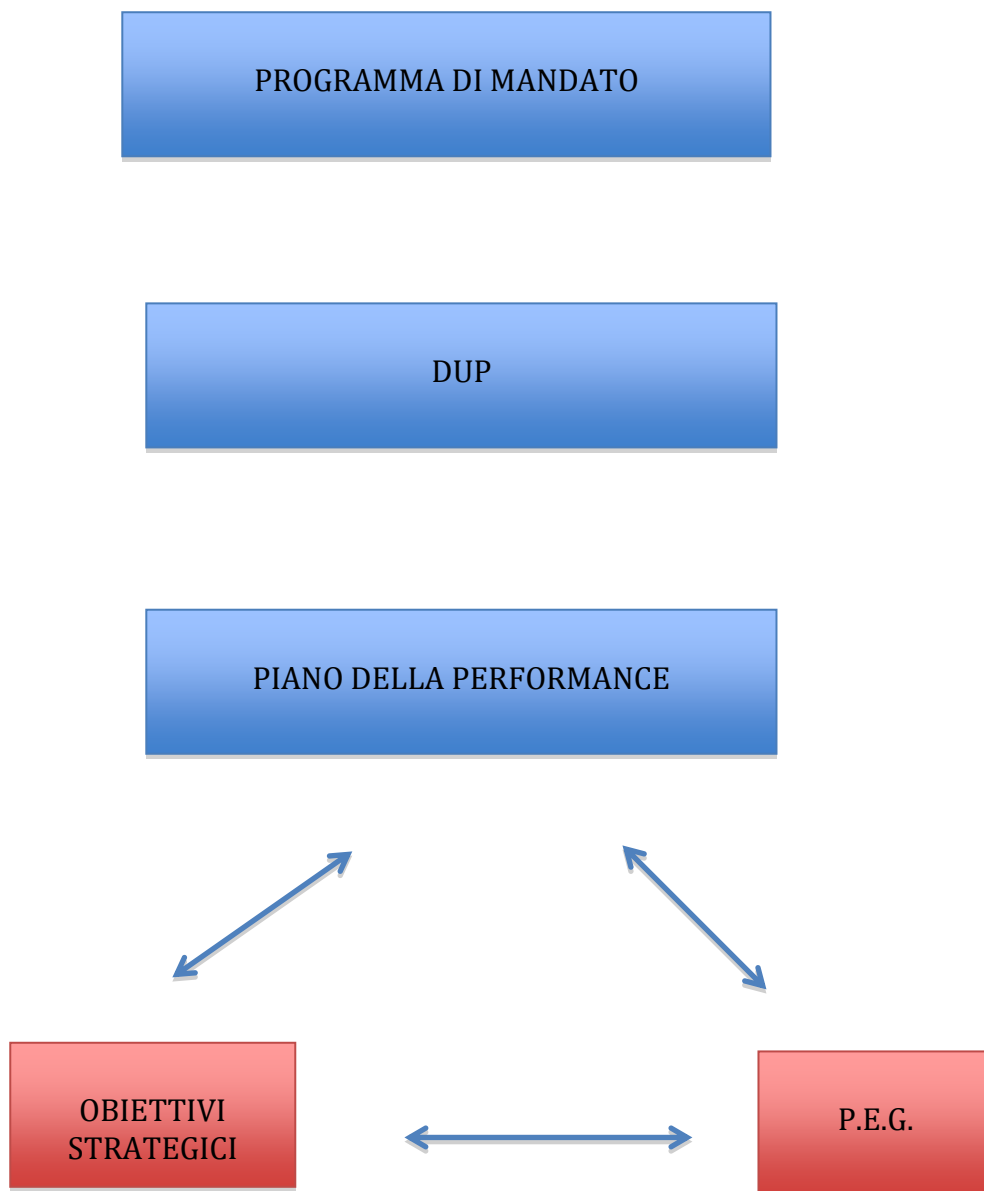 PROGRAMMA DI MANDATO
DUP
PIANO DELLA PERFORMANCE
OBIETTIVI
STRATEGICI
P.E.G.